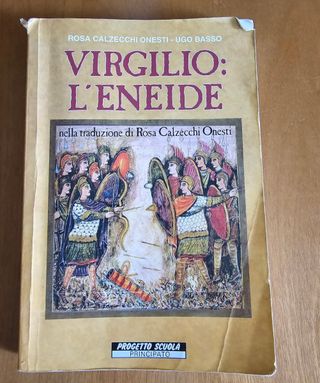 ROSA CALZECCHI ONESTI - UGO BASSO
VIRGILIO:
L'ENEIDE
nella traduzione di Rosa Calzecchi Onesti
PROGETTO SCUOLA
PRINCIPATO